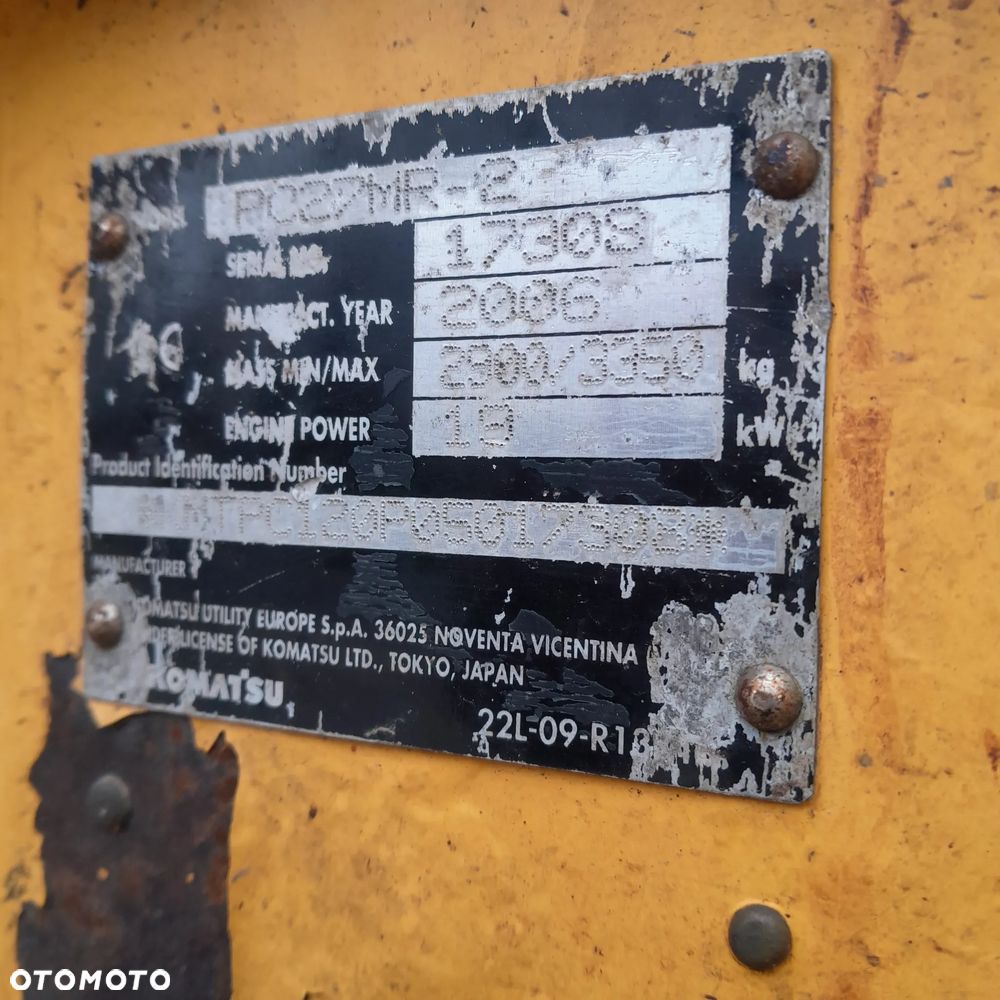 PC27MR-2
SERIAL No. 17308
MANUFACT. YEAR 2006
MASS MIN/MAX 2900/3350 kg
ENGINE POWER 19 kW
Product Identification Number
MANUFACTURER
KOMATSU UTILITY EUROPE S.p.A. 36025 NOVENTA VICENTINA
UNDER LICENSE OF KOMATSU LTD., TOKYO, JAPAN
KOMATSU
22L-09-R18
OTOMOTO